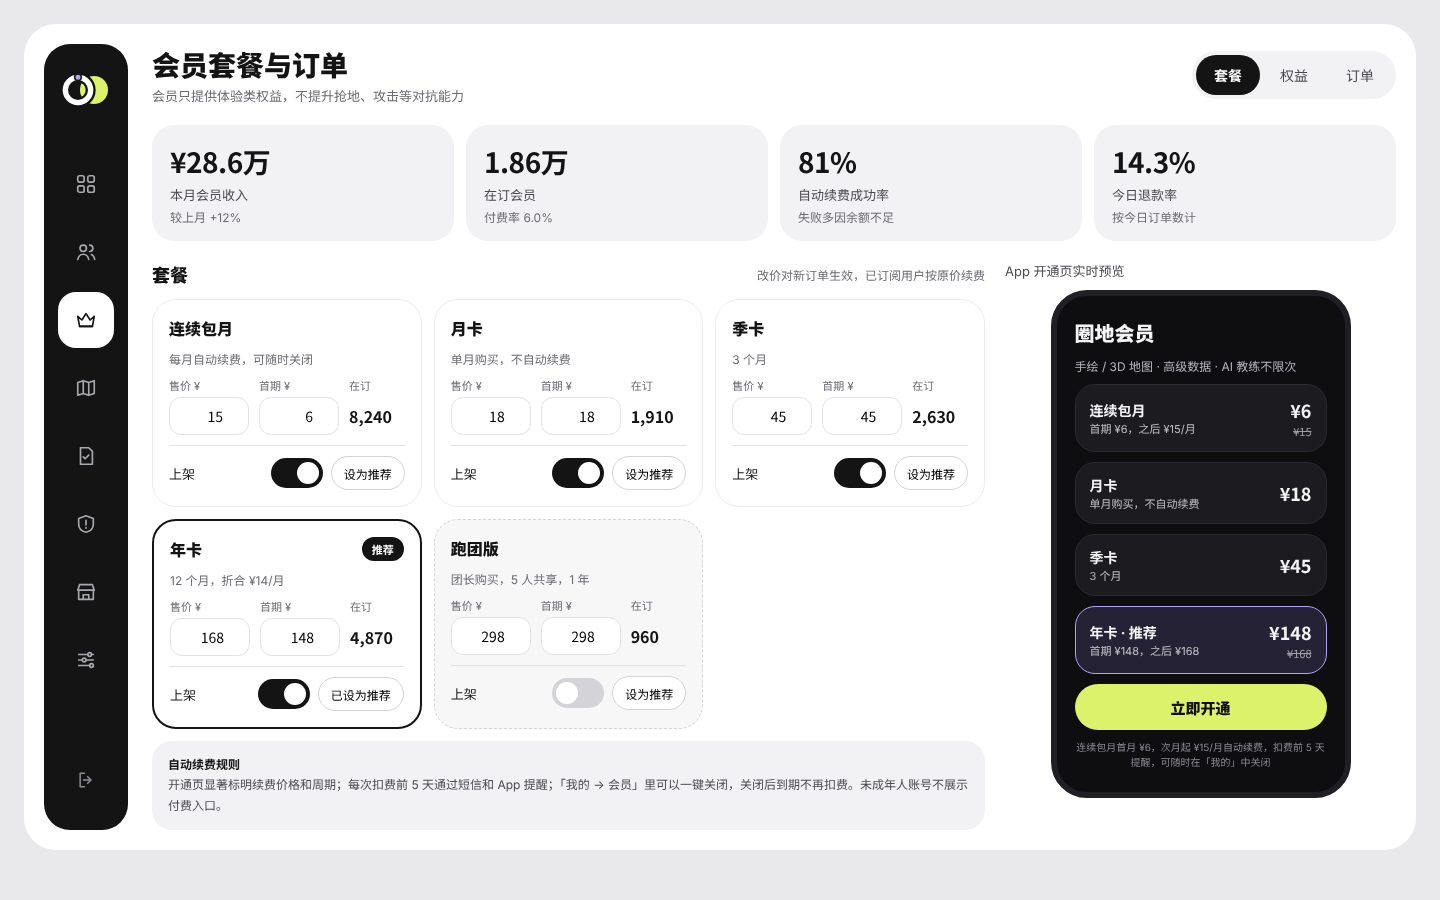 会员套餐与订单
会员只提供体验类权益，不提升抢地、攻击等对抗能力
套餐
权益
订单
¥28.6万
本月会员收入
较上月 +12%
1.86万
在订会员
付费率 6.0%
81%
自动续费成功率
失败多因余额不足
14.3%
今日退款率
按今日订单数计
套餐
改价对新订单生效，已订阅用户按原价续费
连续包月
每月自动续费，可随时关闭
售价 ¥
首期 ¥
在订
15
6
8,240
上架
设为推荐
月卡
单月购买，不自动续费
售价 ¥
首期 ¥
在订
18
18
1,910
上架
设为推荐
季卡
3 个月
售价 ¥
首期 ¥
在订
45
45
2,630
上架
设为推荐
年卡
推荐
12 个月，折合 ¥14/月
售价 ¥
首期 ¥
在订
168
148
4,870
上架
已设为推荐
跑团版
团长购买，5 人共享，1 年
售价 ¥
首期 ¥
在订
298
298
960
上架
设为推荐
自动续费规则
开通页显著标明续费价格和周期；每次扣费前 5 天通过短信和 App 提醒；「我的 → 会员」里可以一键关闭，关闭后到期不再扣费。未成年人账号不展示
付费入口。
App 开通页实时预览
圈地会员
手绘 / 3D 地图 · 高级数据 · AI 教练不限次
连续包月
首期 ¥6，之后 ¥15/月
¥6
¥15
月卡
单月购买，不自动续费
¥18
季卡
3 个月
¥45
年卡 · 推荐
首期 ¥148，之后 ¥168
¥148
¥168
立即开通
连续包月首月 ¥6，次月起 ¥15/月自动续费，扣费前 5 天
提醒，可随时在「我的」中关闭